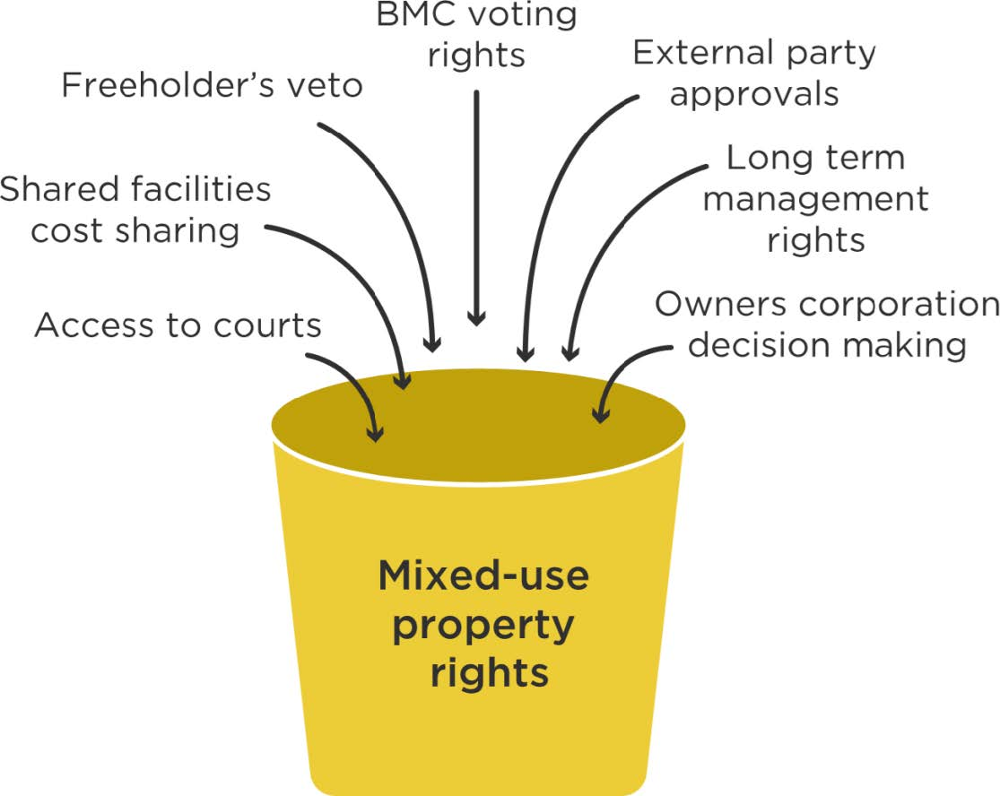 BMC voting
rights
External party
approvals
Freeholder’s veto
Long term
management
rights
Shared facilities
cost sharing
Owners corporation
decision making
Access to courts
Mixed-use
property
rights